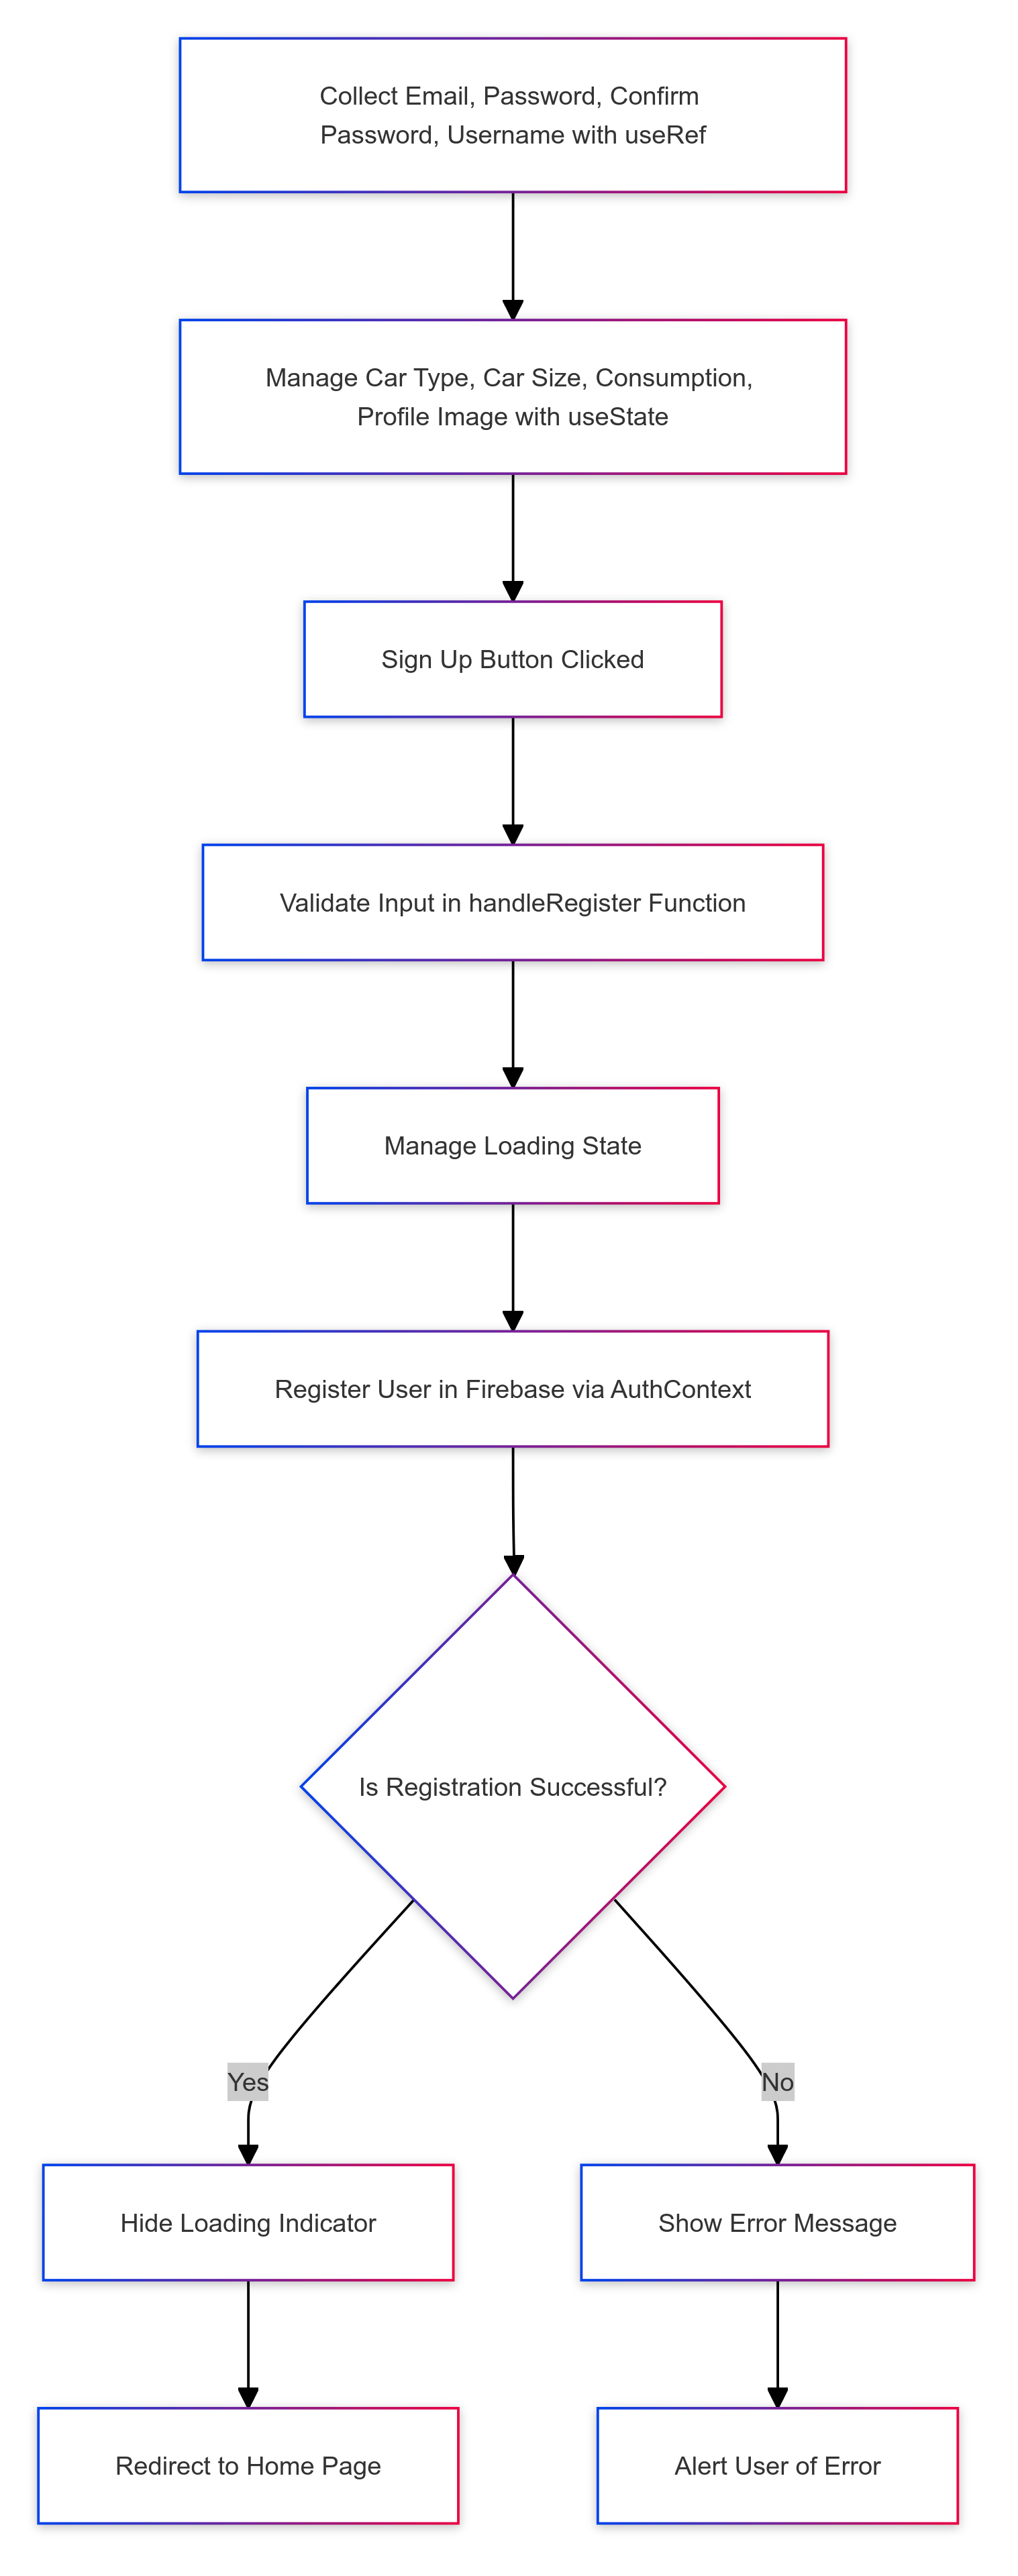 Collect Email, Password, Confirm
Password, Username with useRef
Manage Car Type, Car Size, Consumption,
Profile Image with useState
Sign Up Button Clicked
Validate Input in handleRegister Function
Manage Loading State
Register User in Firebase via AuthContext
Is Registration Successful?
Yes
No
Hide Loading Indicator
Show Error Message
Redirect to Home Page
Alert User of Error